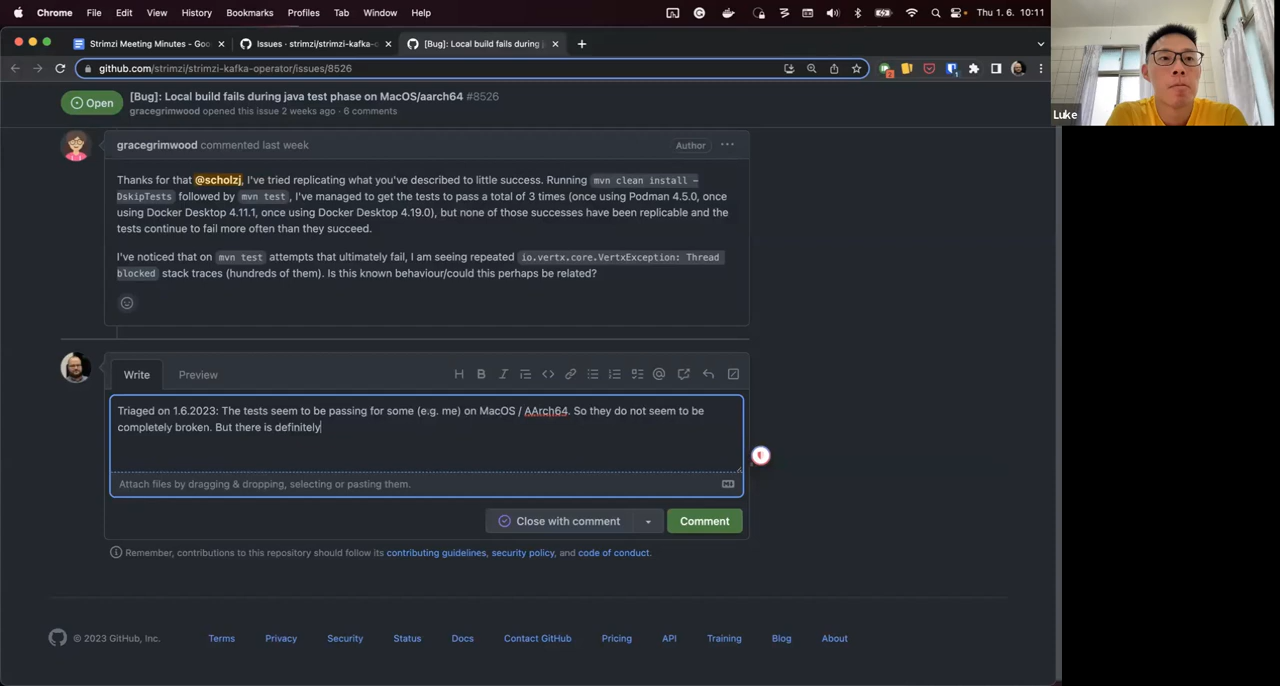 Chrome File Edit View History Bookmarks Profiles Tab Window Help Thu 1. 6. 10:11
Strimzi Meeting Minutes - Goo Issues · strimzi/strimzi-kafka-o [Bug]: Local build fails during j
github.com/strimzi/strimzi-kafka-operator/issues/8526
Open
[Bug]: Local build fails during java test phase on MacOS/aarch64 #8526
gracegrimwood opened this issue 2 weeks ago · 6 comments
Luke
gracegrimwood commented last week Author
Thanks for that @scholzj, I've tried replicating what you've described to little success. Running mvn clean install -
DskipTests followed by mvn test , I've managed to get the tests to pass a total of 3 times (once using Podman 4.5.0, once
using Docker Desktop 4.11.1, once using Docker Desktop 4.19.0), but none of those successes have been replicable and the
tests continue to fail more often than they succeed.
I've noticed that on mvn test attempts that ultimately fail, I am seeing repeated io.vertx.core.VertxException: Thread
blocked stack traces (hundreds of them). Is this known behaviour/could this perhaps be related?
Write Preview
Triaged on 1.6.2023: The tests seem to be passing for some (e.g. me) on MacOS / AArch64. So they do not seem to be
completely broken. But there is definitely
Attach files by dragging & dropping, selecting or pasting them.
Close with comment Comment
Remember, contributions to this repository should follow its contributing guidelines, security policy, and code of conduct.
© 2023 GitHub, Inc. Terms Privacy Security Status Docs Contact GitHub Pricing API Training Blog About